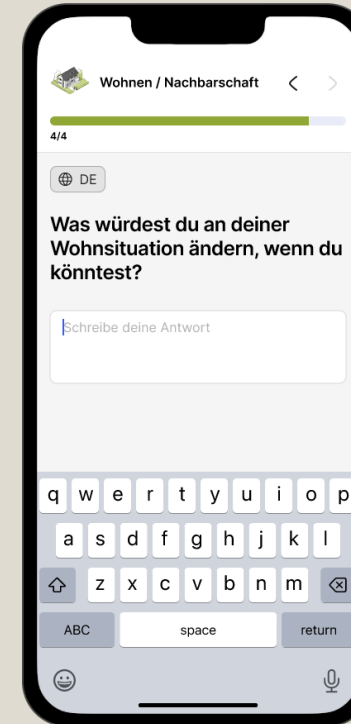 Wohnen / Nachbarschaft
4/4
DE
Was würdest du an deiner
Wohnsituation ändern, wenn du
könntest?
Schreibe deine Antwort
q w e r t y u i o p
a s d f g h j k l
z x c v b n m
ABC space return